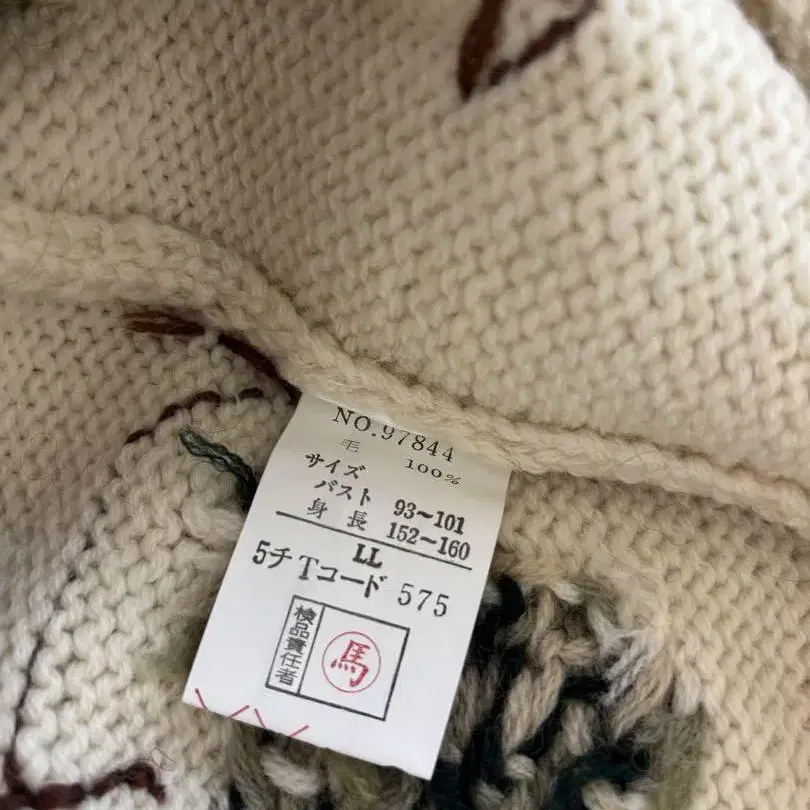 NO.97844
毛 100%
サイズ
バスト 93~101
身長 152~160
LL
5チTコード 575
検品責任者
馬